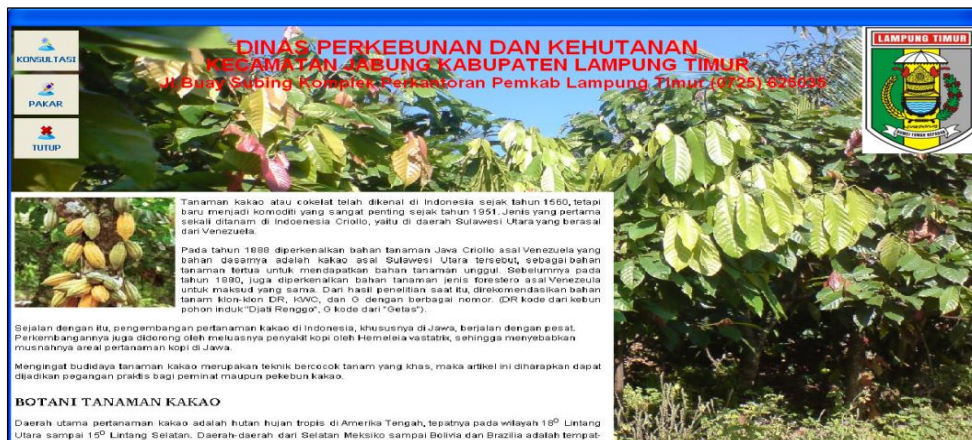 KONSULTASI
PAKAR
TUTUP
DINAS PERKEBUNAN DAN KEHUTANAN
KECAMATAN JABUNG KABUPATEN LAMPUNG TIMUR
Jl.Buay Subing Komplek Perkantoran Pemkab Lampung Timur (0725) 625035
LAMPUNG TIMUR
Tanaman kakao atau cokelat telah dikenal di Indonesia sejak tahun 1560, tetapi
baru menjadi komoditi yang sangat penting sejak tahun 1951. Jenis yang pertama
sekali ditanam di Indoenesia Criollo, yaitu di daerah Sulawesi Utara yang berasal
dari Venezuela.
Pada tahun 1888 diperkenalkan bahan tanaman Java Criollo asal Venezuela yang
bahan dasarnya adalah kakao asal Sulawesi Utara tersebut, sebagai bahan
tanaman tertua untuk mendapatkan bahan tanaman unggul. Sebelumnya pada
tahun 1880, juga diperkenalkan bahan tanaman jenis forestero asal Venezeula
untuk maksud yang sama. Dari hasil penelitian saat itu, direkomendasikan bahan
tanam klon-klon DR, KWC, dan G dengan berbagai nomor. (DR kode dari kebun
pohon induk "Djati Renggo", G kode dari "Getas").
Sejalan dengan itu, pengembangan pertanaman kakao di Indonesia, khususnya di Jawa, berjalan dengan pesat.
Perkembangannya juga didorong oleh meluasnya penyakit kopi oleh Hemeleia vastatrix, sehingga menyebabkan
musnahnya areal pertanaman kopi di Jawa.
Mengingat budidaya tanaman kakao merupakan teknik bercocok tanam yang khas, maka artikel ini diharapkan dapat
dijadikan pegangan praktis bagi peminat maupun pekebun kakao.
BOTANI TANAMAN KAKAO
Daerah utama pertanaman kakao adalah hutan hujan tropis di Amerika Tengah, tepatnya pada wilayah 18⁰ Lintang
Utara sampai 15⁰ Lintang Selatan. Daerah-daerah dari Selatan Meksiko sampai Bolivia dan Brazilia adalah tempat-